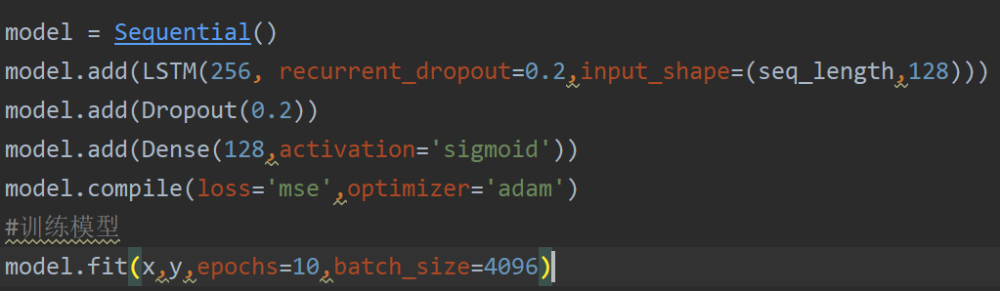 model = Sequential()
model.add(LSTM(256, recurrent_dropout=0.2,input_shape=(seq_length,128)))
model.add(Dropout(0.2))
model.add(Dense(128,activation='sigmoid'))
model.compile(loss='mse',optimizer='adam')
#训练模型
model.fit(x,y,epochs=10,batch_size=4096)